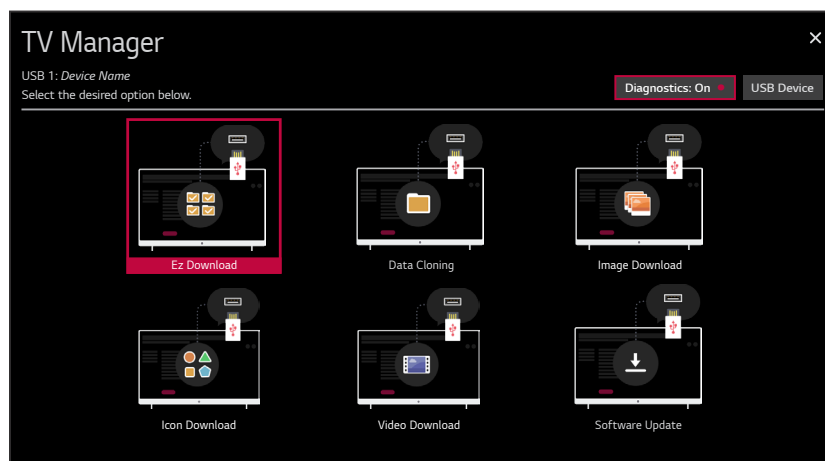 TV Manager
USB 1: Device Name
Select the desired option below.
Diagnostics: On
USB Device
Ez Download
Data Cloning
Image Download
Icon Download
Video Download
Software Update